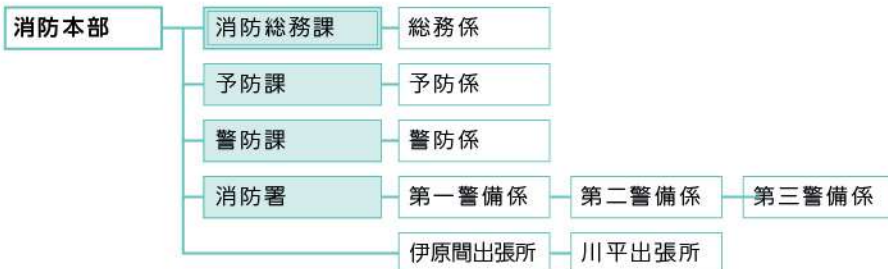 消防本部 消防総務課 総務係
予防課 予防係
警防課 警防係
消防署 第一警備係 第二警備係 第三警備係
伊原間出張所 川平出張所